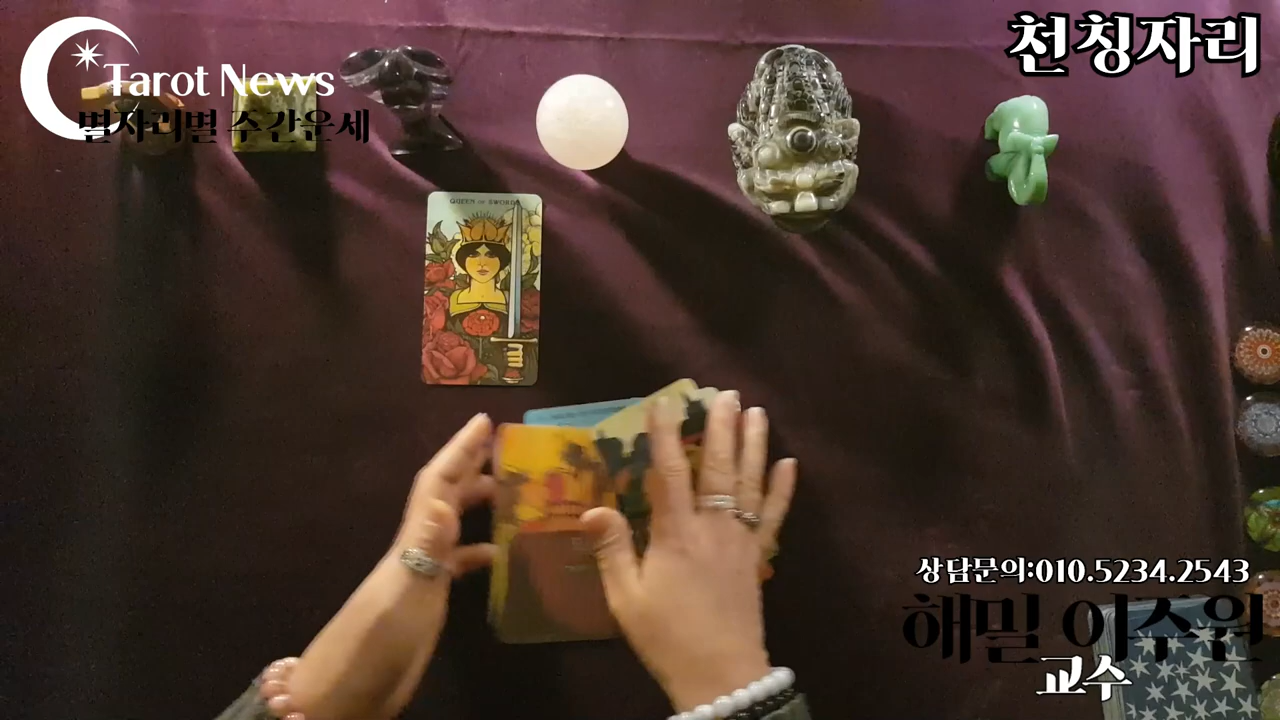 Tarot News
별자리별 주간운세
천칭자리
QUEEN OF SWORDS
상담문의:010.5234.2543
해밀 이수원
교수